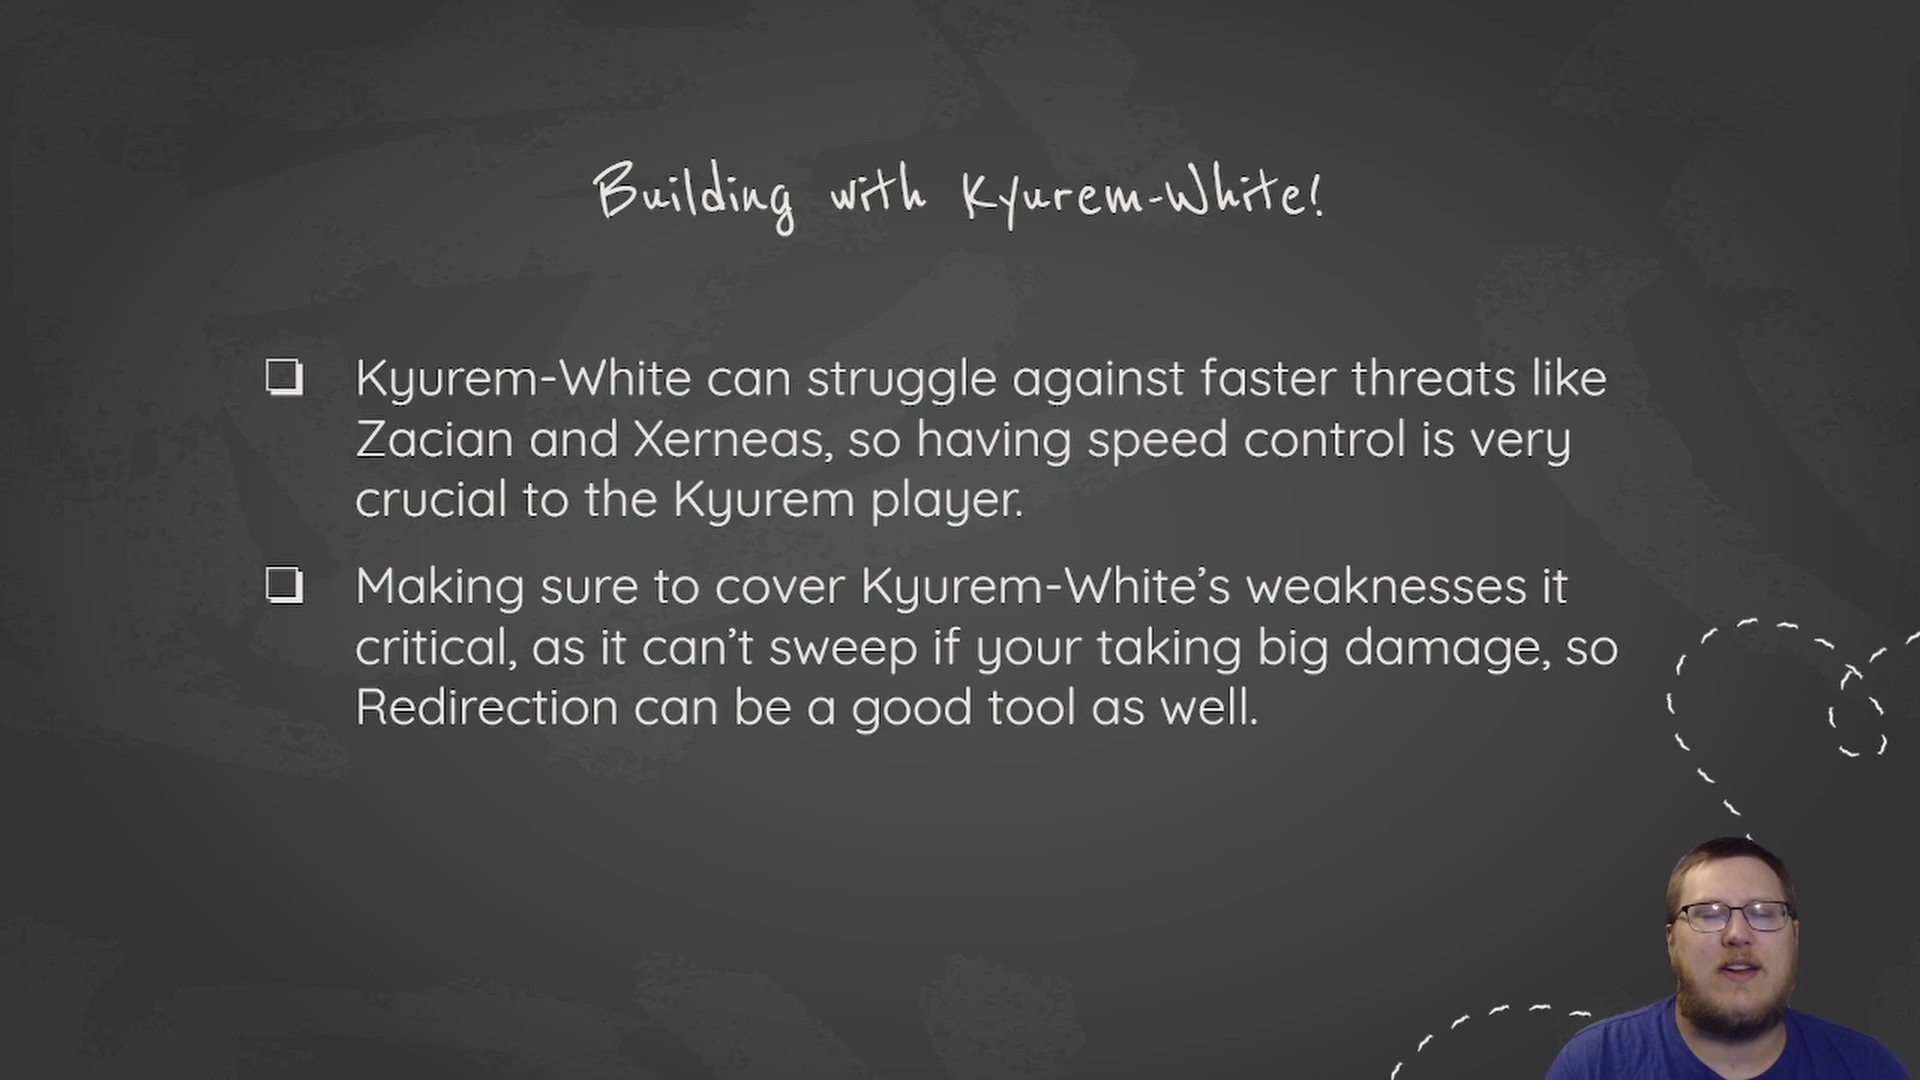 Building with Kyurem-White!
Kyurem-White can struggle against faster threats like
Zacian and Xerneas, so having speed control is very
crucial to the Kyurem player.
Making sure to cover Kyurem-White’s weaknesses it
critical, as it can’t sweep if your taking big damage, so
Redirection can be a good tool as well.